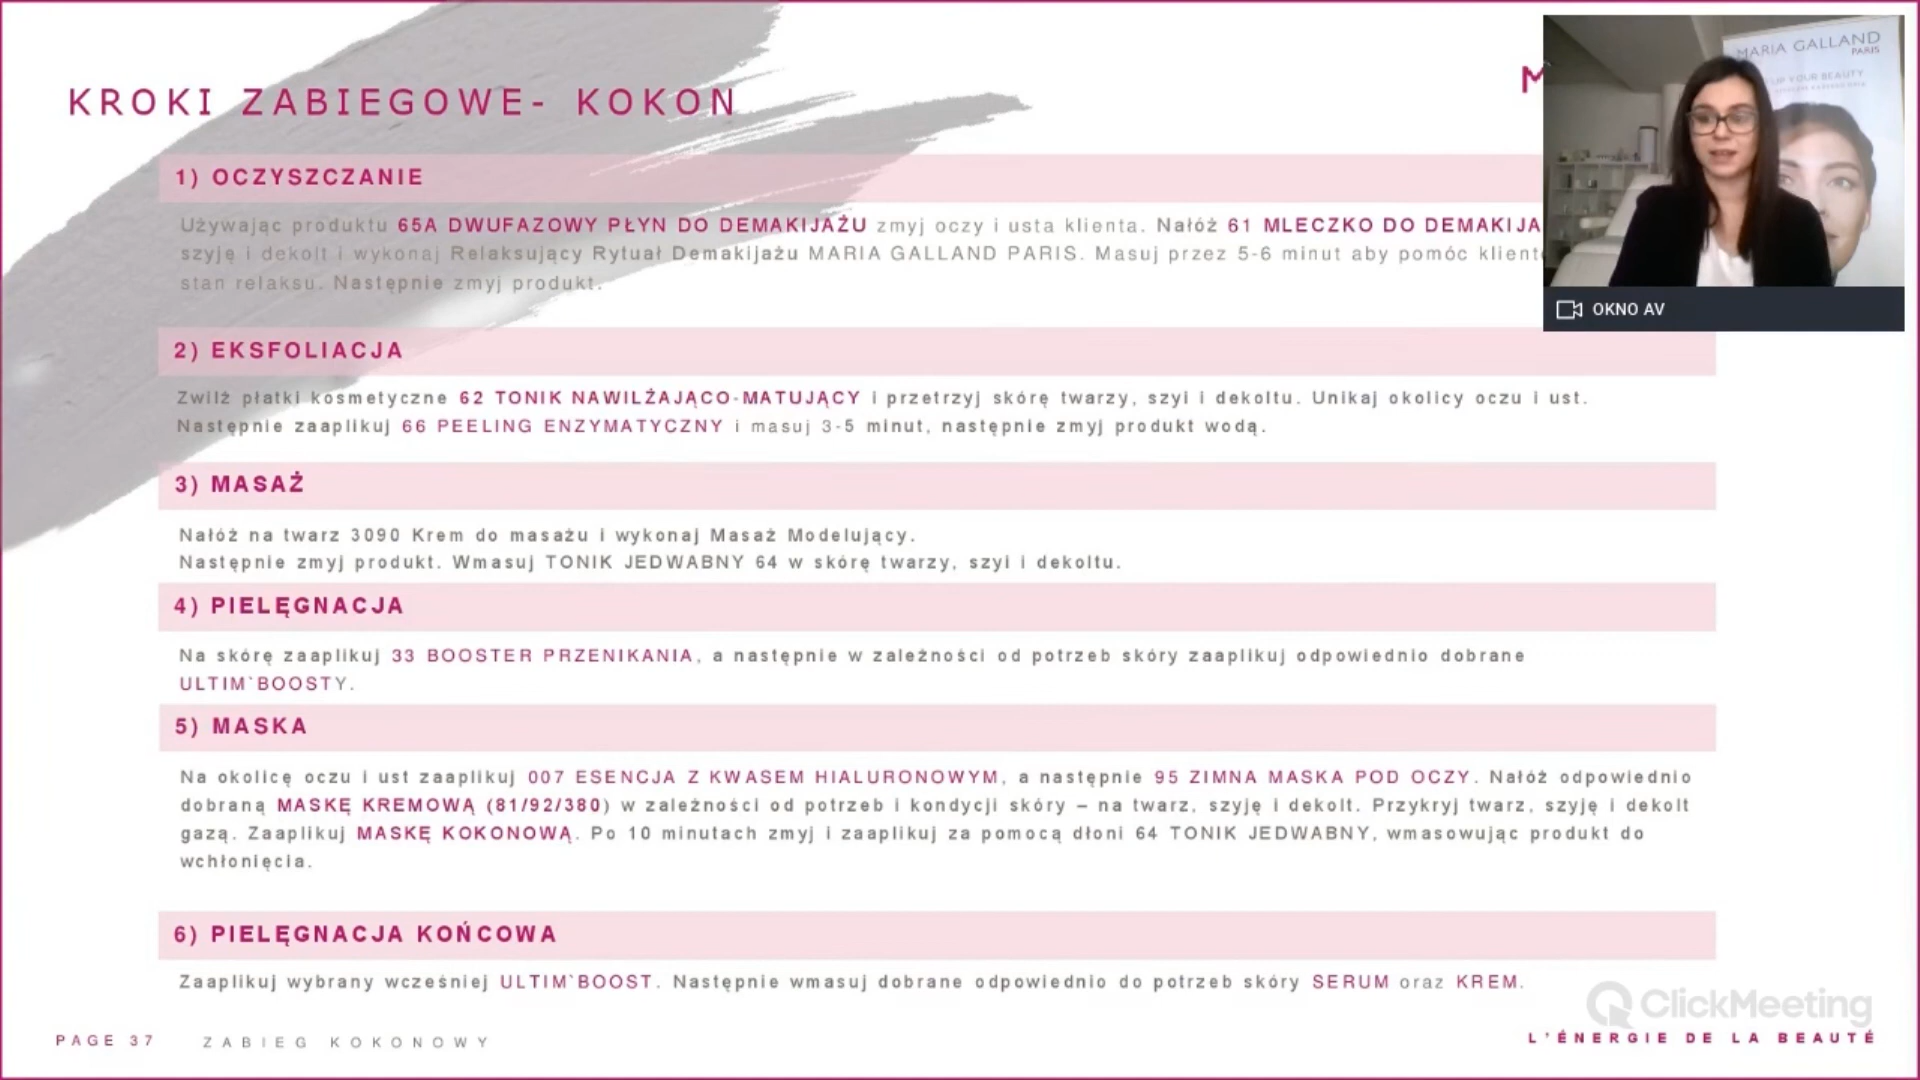 KROKI ZABIEGOWE- KOKON
MARIA GALLAND
PARIS
UP YOUR BEAUTY
OKNO AV
1) OCZYSZCZANIE
Używając produktu 65A DWUFAZOWY PŁYN DO DEMAKIJAŻU zmyj oczy i usta klienta. Nałóż 61 MLECZKO DO DEMAKIJA
szyję i dekolt i wykonaj Relaksujący Rytuał Demakijażu MARIA GALLAND PARIS. Masuj przez 5-6 minut aby pomóc klient
stan relaksu. Następnie zmyj produkt.
2) EKSFOLIACJA
Zwilż płatki kosmetyczne 62 TONIK NAWILŻAJĄCO-MATUJĄCY i przetrzyj skórę twarzy, szyi i dekoltu. Unikaj okolicy oczu i ust.
Następnie zaaplikuj 66 PEELING ENZYMATYCZNY i masuj 3-5 minut, następnie zmyj produkt wodą.
3) MASAŻ
Nałóż na twarz 3090 Krem do masażu i wykonaj Masaż Modelujący.
Następnie zmyj produkt. Wmasuj TONIK JEDWABNY 64 w skórę twarzy, szyi i dekoltu.
4) PIELĘGNACJA
Na skórę zaaplikuj 33 BOOSTER PRZENIKANIA, a następnie w zależności od potrzeb skóry zaaplikuj odpowiednio dobrane
ULTIM`BOOSTY.
5) MASKA
Na okolicę oczu i ust zaaplikuj 007 ESENCJA Z KWASEM HIALURONOWYM, a następnie 95 ZIMNA MASKA POD OCZY. Nałóż odpowiednio
dobraną MASKĘ KREMOWĄ (81/92/380) w zależności od potrzeb i kondycji skóry – na twarz, szyję i dekolt. Przykryj twarz, szyję i dekolt
gazą. Zaaplikuj MASKĘ KOKONOWĄ. Po 10 minutach zmyj i zaaplikuj za pomocą dłoni 64 TONIK JEDWABNY, wmasowując produkt do
wchłonięcia.
6) PIELĘGNACJA KOŃCOWA
Zaaplikuj wybrany wcześniej ULTIM`BOOST. Następnie wmasuj dobrane odpowiednio do potrzeb skóry SERUM oraz KREM.
ClickMeeting
PAGE 37 ZABIEG KOKONOWY
L'ÉNERGIE DE LA BEAUTÉ